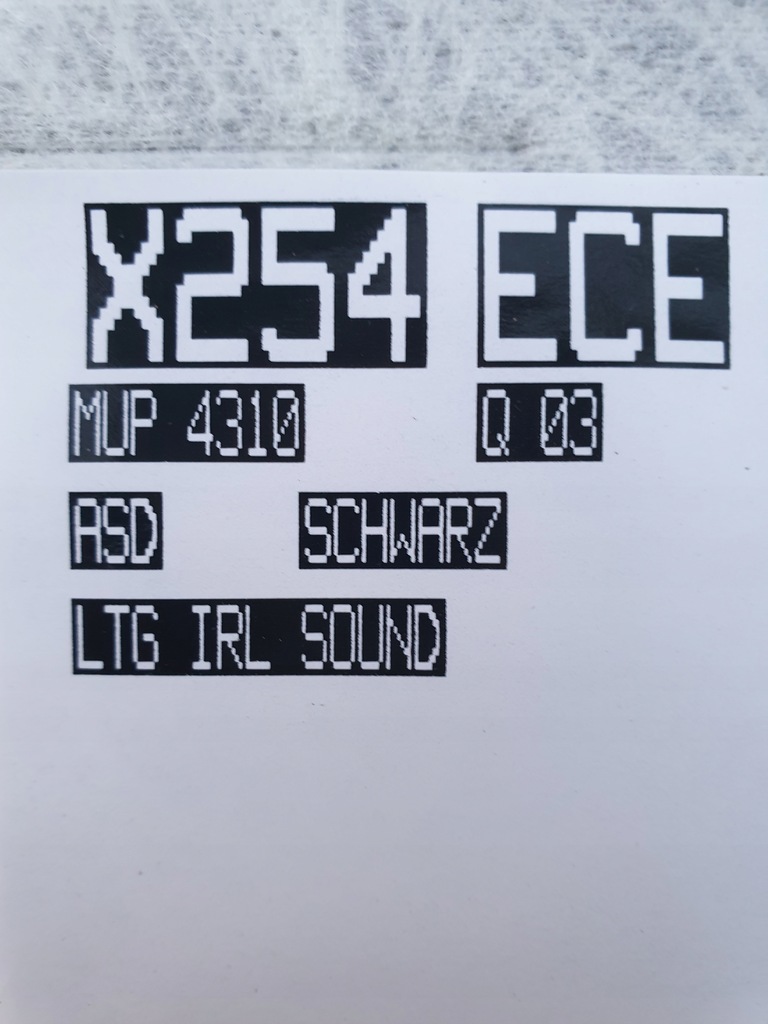 X254 ECE
MUP 4310 Q 03
ASD SCHWARZ
LTG IRL SOUND